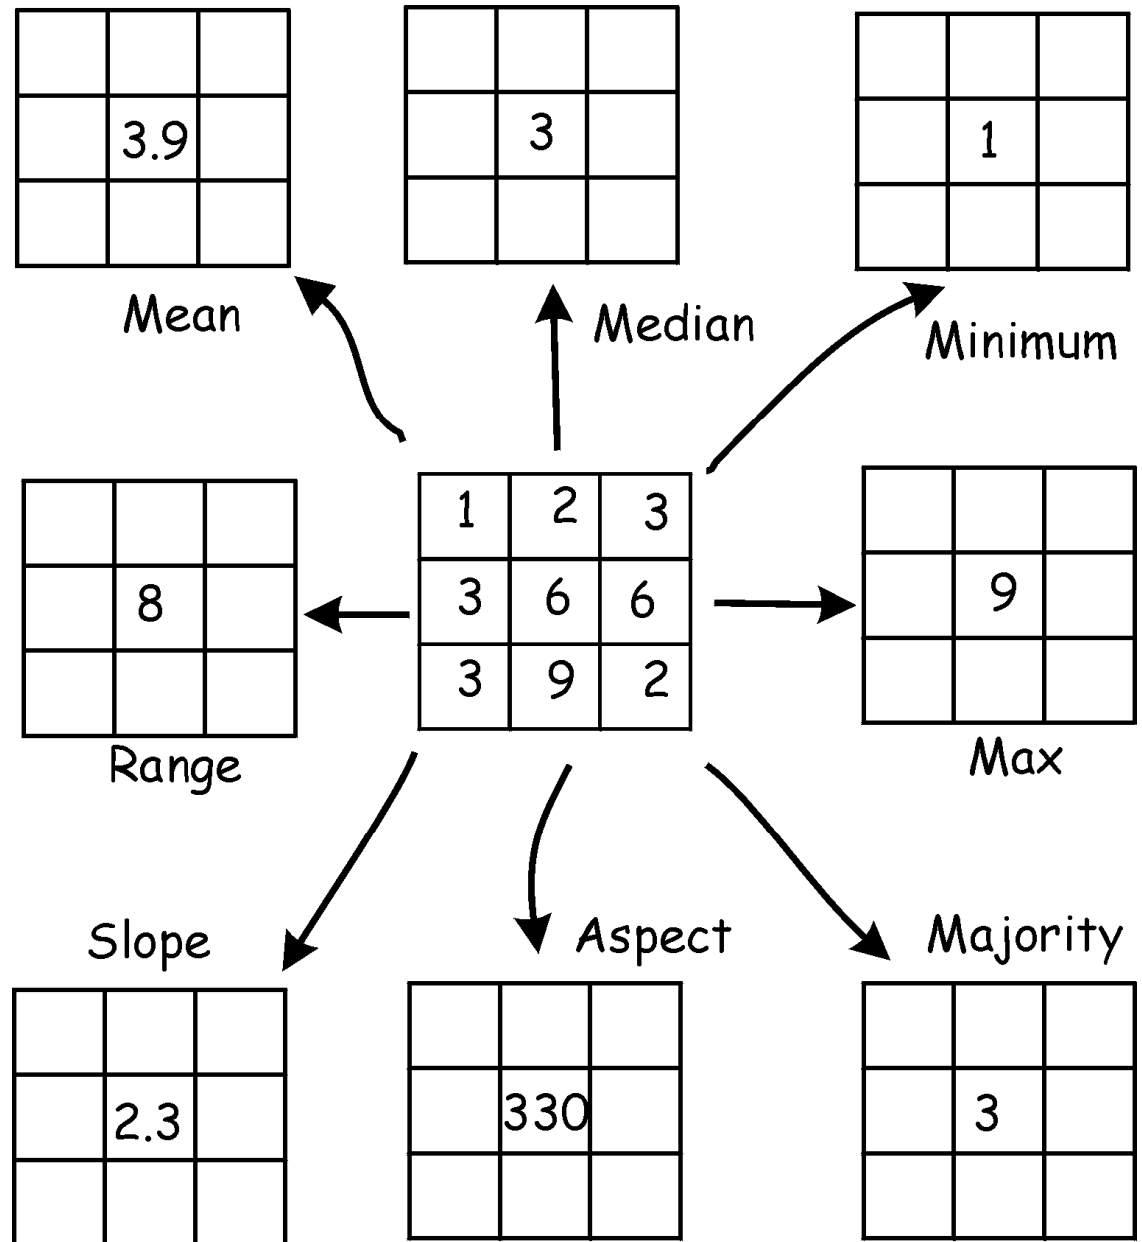 3.9
3
1
Mean
Median
Minimum
1 2 3
3 6 6
3 9 2
8
9
Range
Max
Slope
Aspect
Majority
2.3
330
3